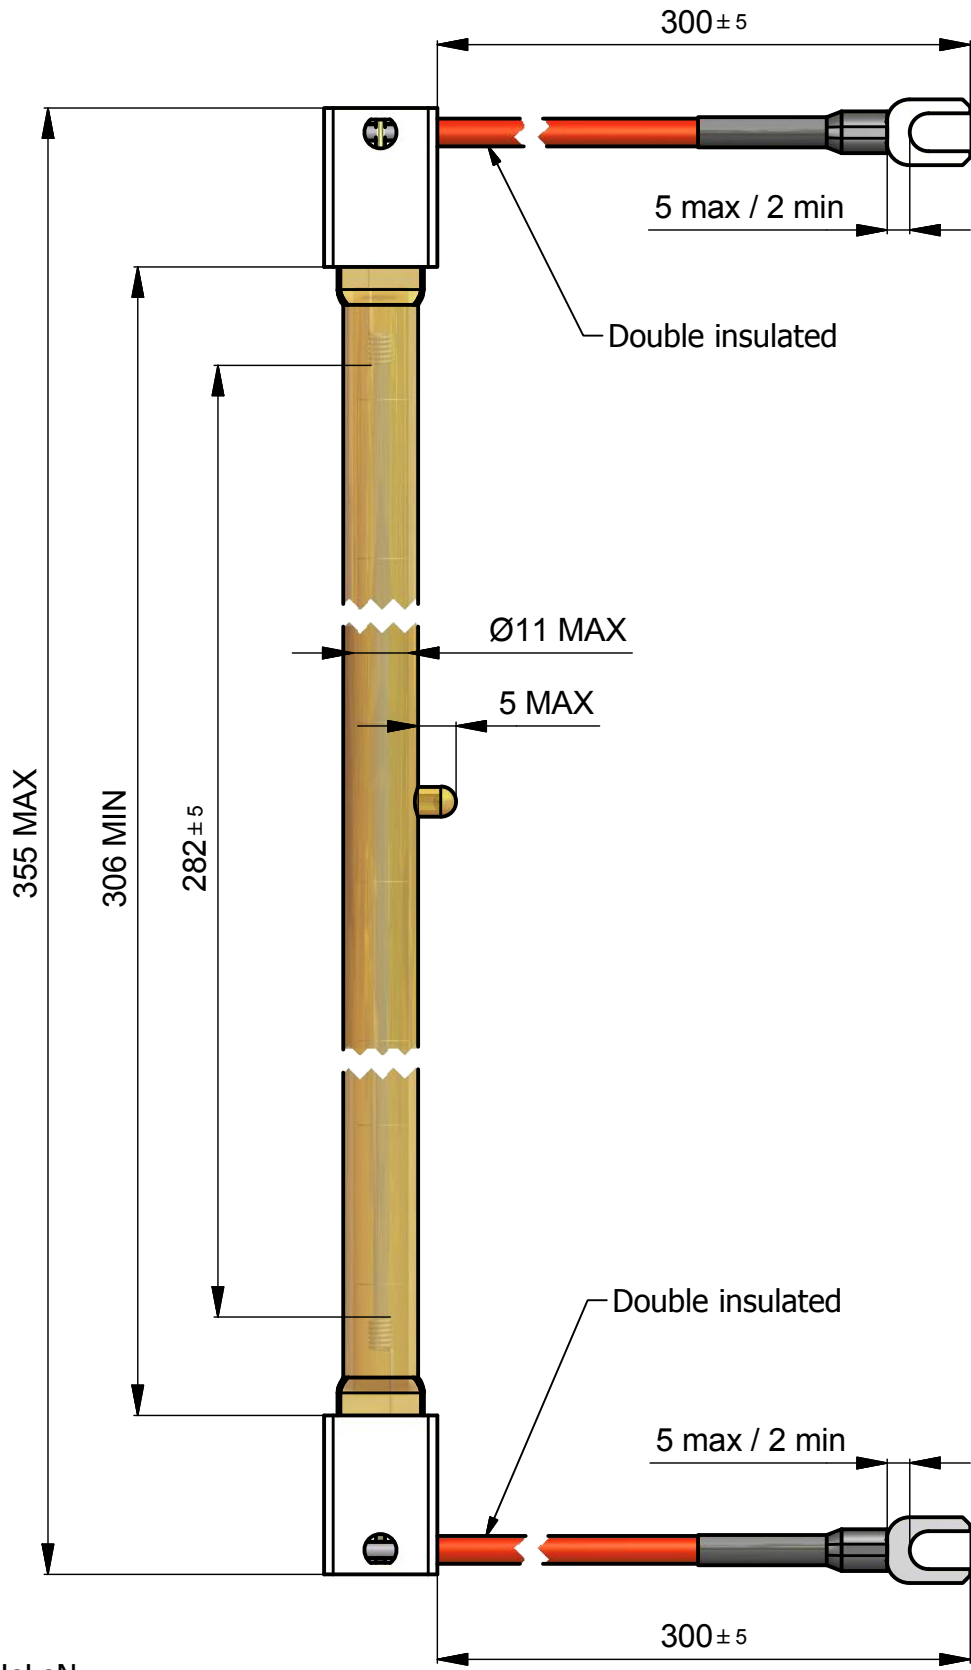 300±5
5 max / 2 min
Double insulated
Ø11 MAX
5 MAX
355 MAX
306 MIN
282±5
Double insulated
5 max / 2 min
300±5